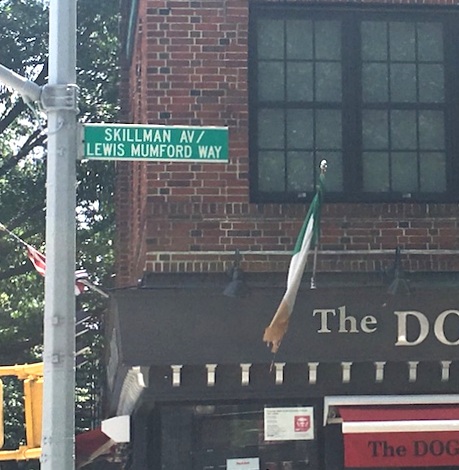 SKILLMAN AV/
LEWIS MUMFORD WAY
The DO
The DOG